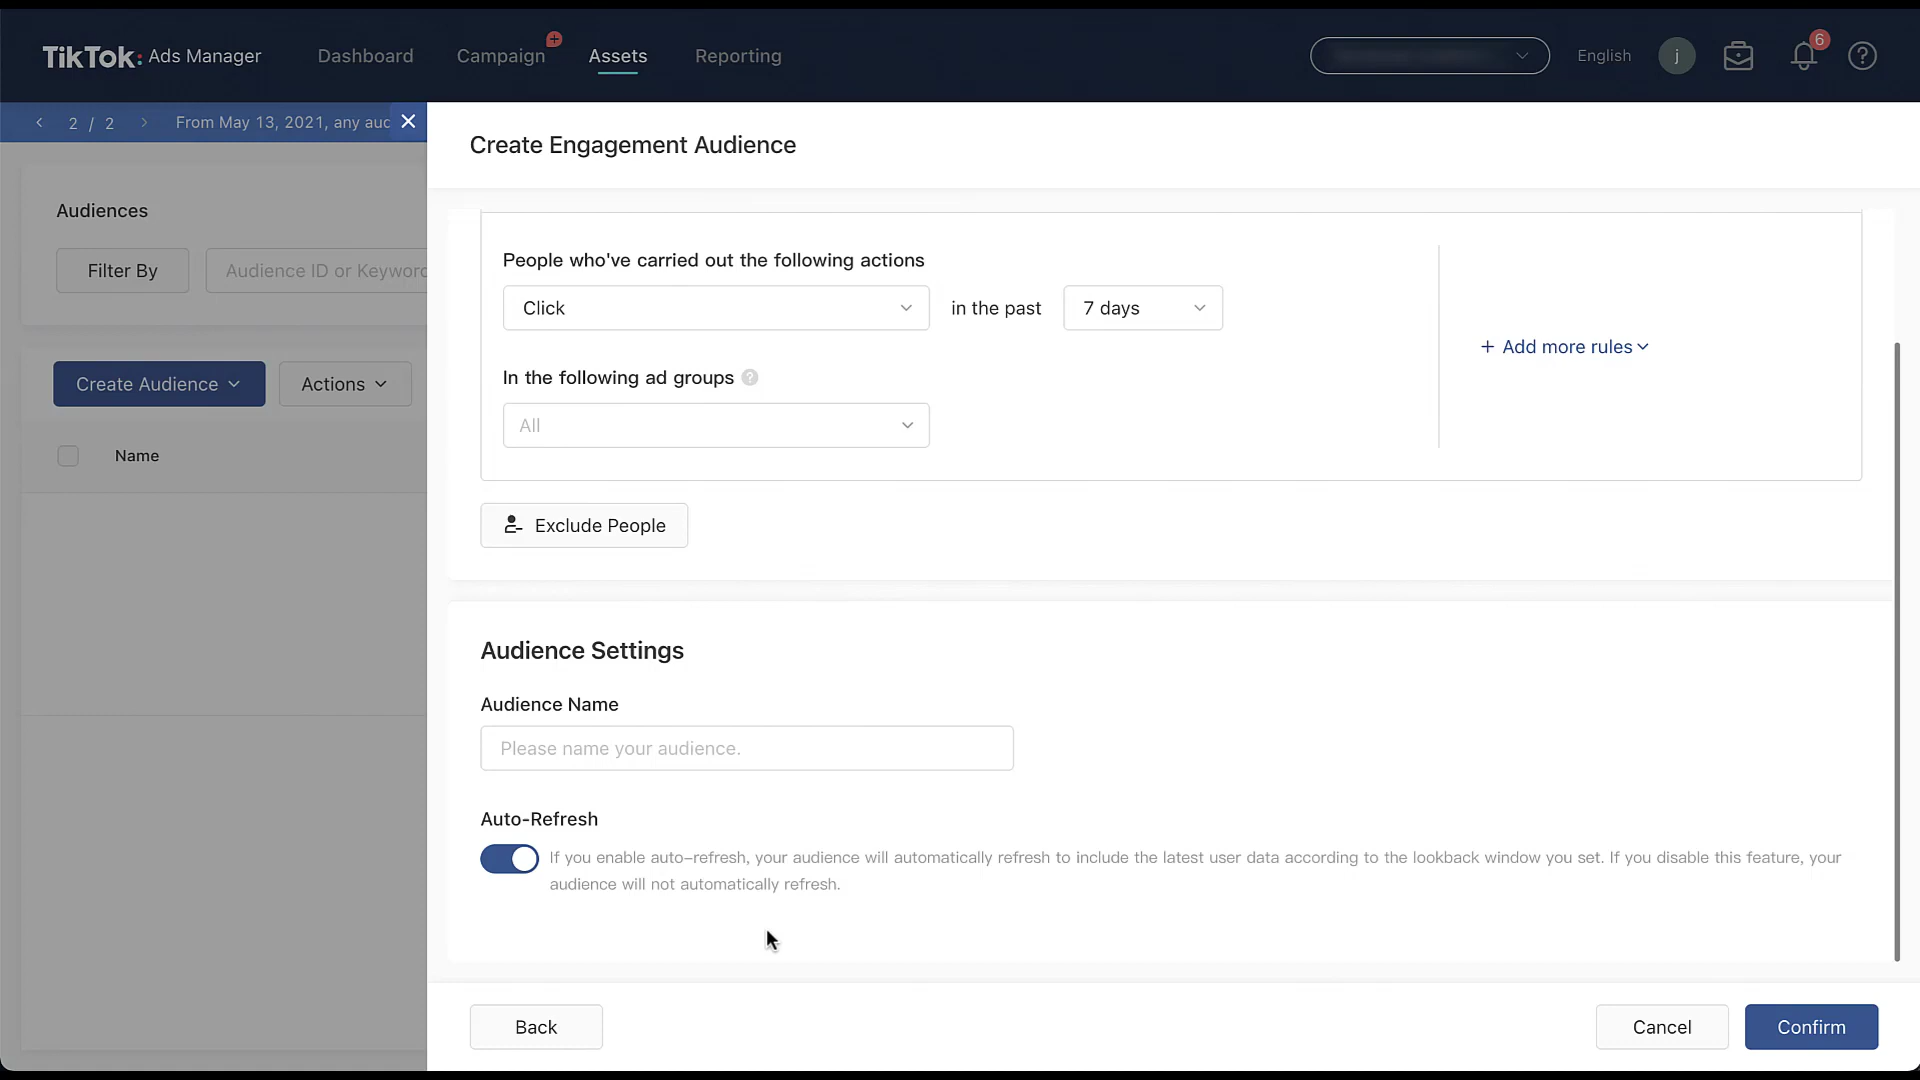 TikTok: Ads Manager
Dashboard
Campaign
+
Assets
Reporting
English
j
6
?
2 / 2
From May 13, 2021, any aud
Create Engagement Audience
Audiences
Filter By
Audience ID or Keyword
Create Audience
Actions
Name
People who've carried out the following actions
Click
in the past
7 days
+ Add more rules
In the following ad groups ?
All
Exclude People
Audience Settings
Audience Name
Please name your audience.
Auto-Refresh
If you enable auto-refresh, your audience will automatically refresh to include the latest user data according to the lookback window you set. If you disable this feature, your
audience will not automatically refresh.
Back
Cancel
Confirm